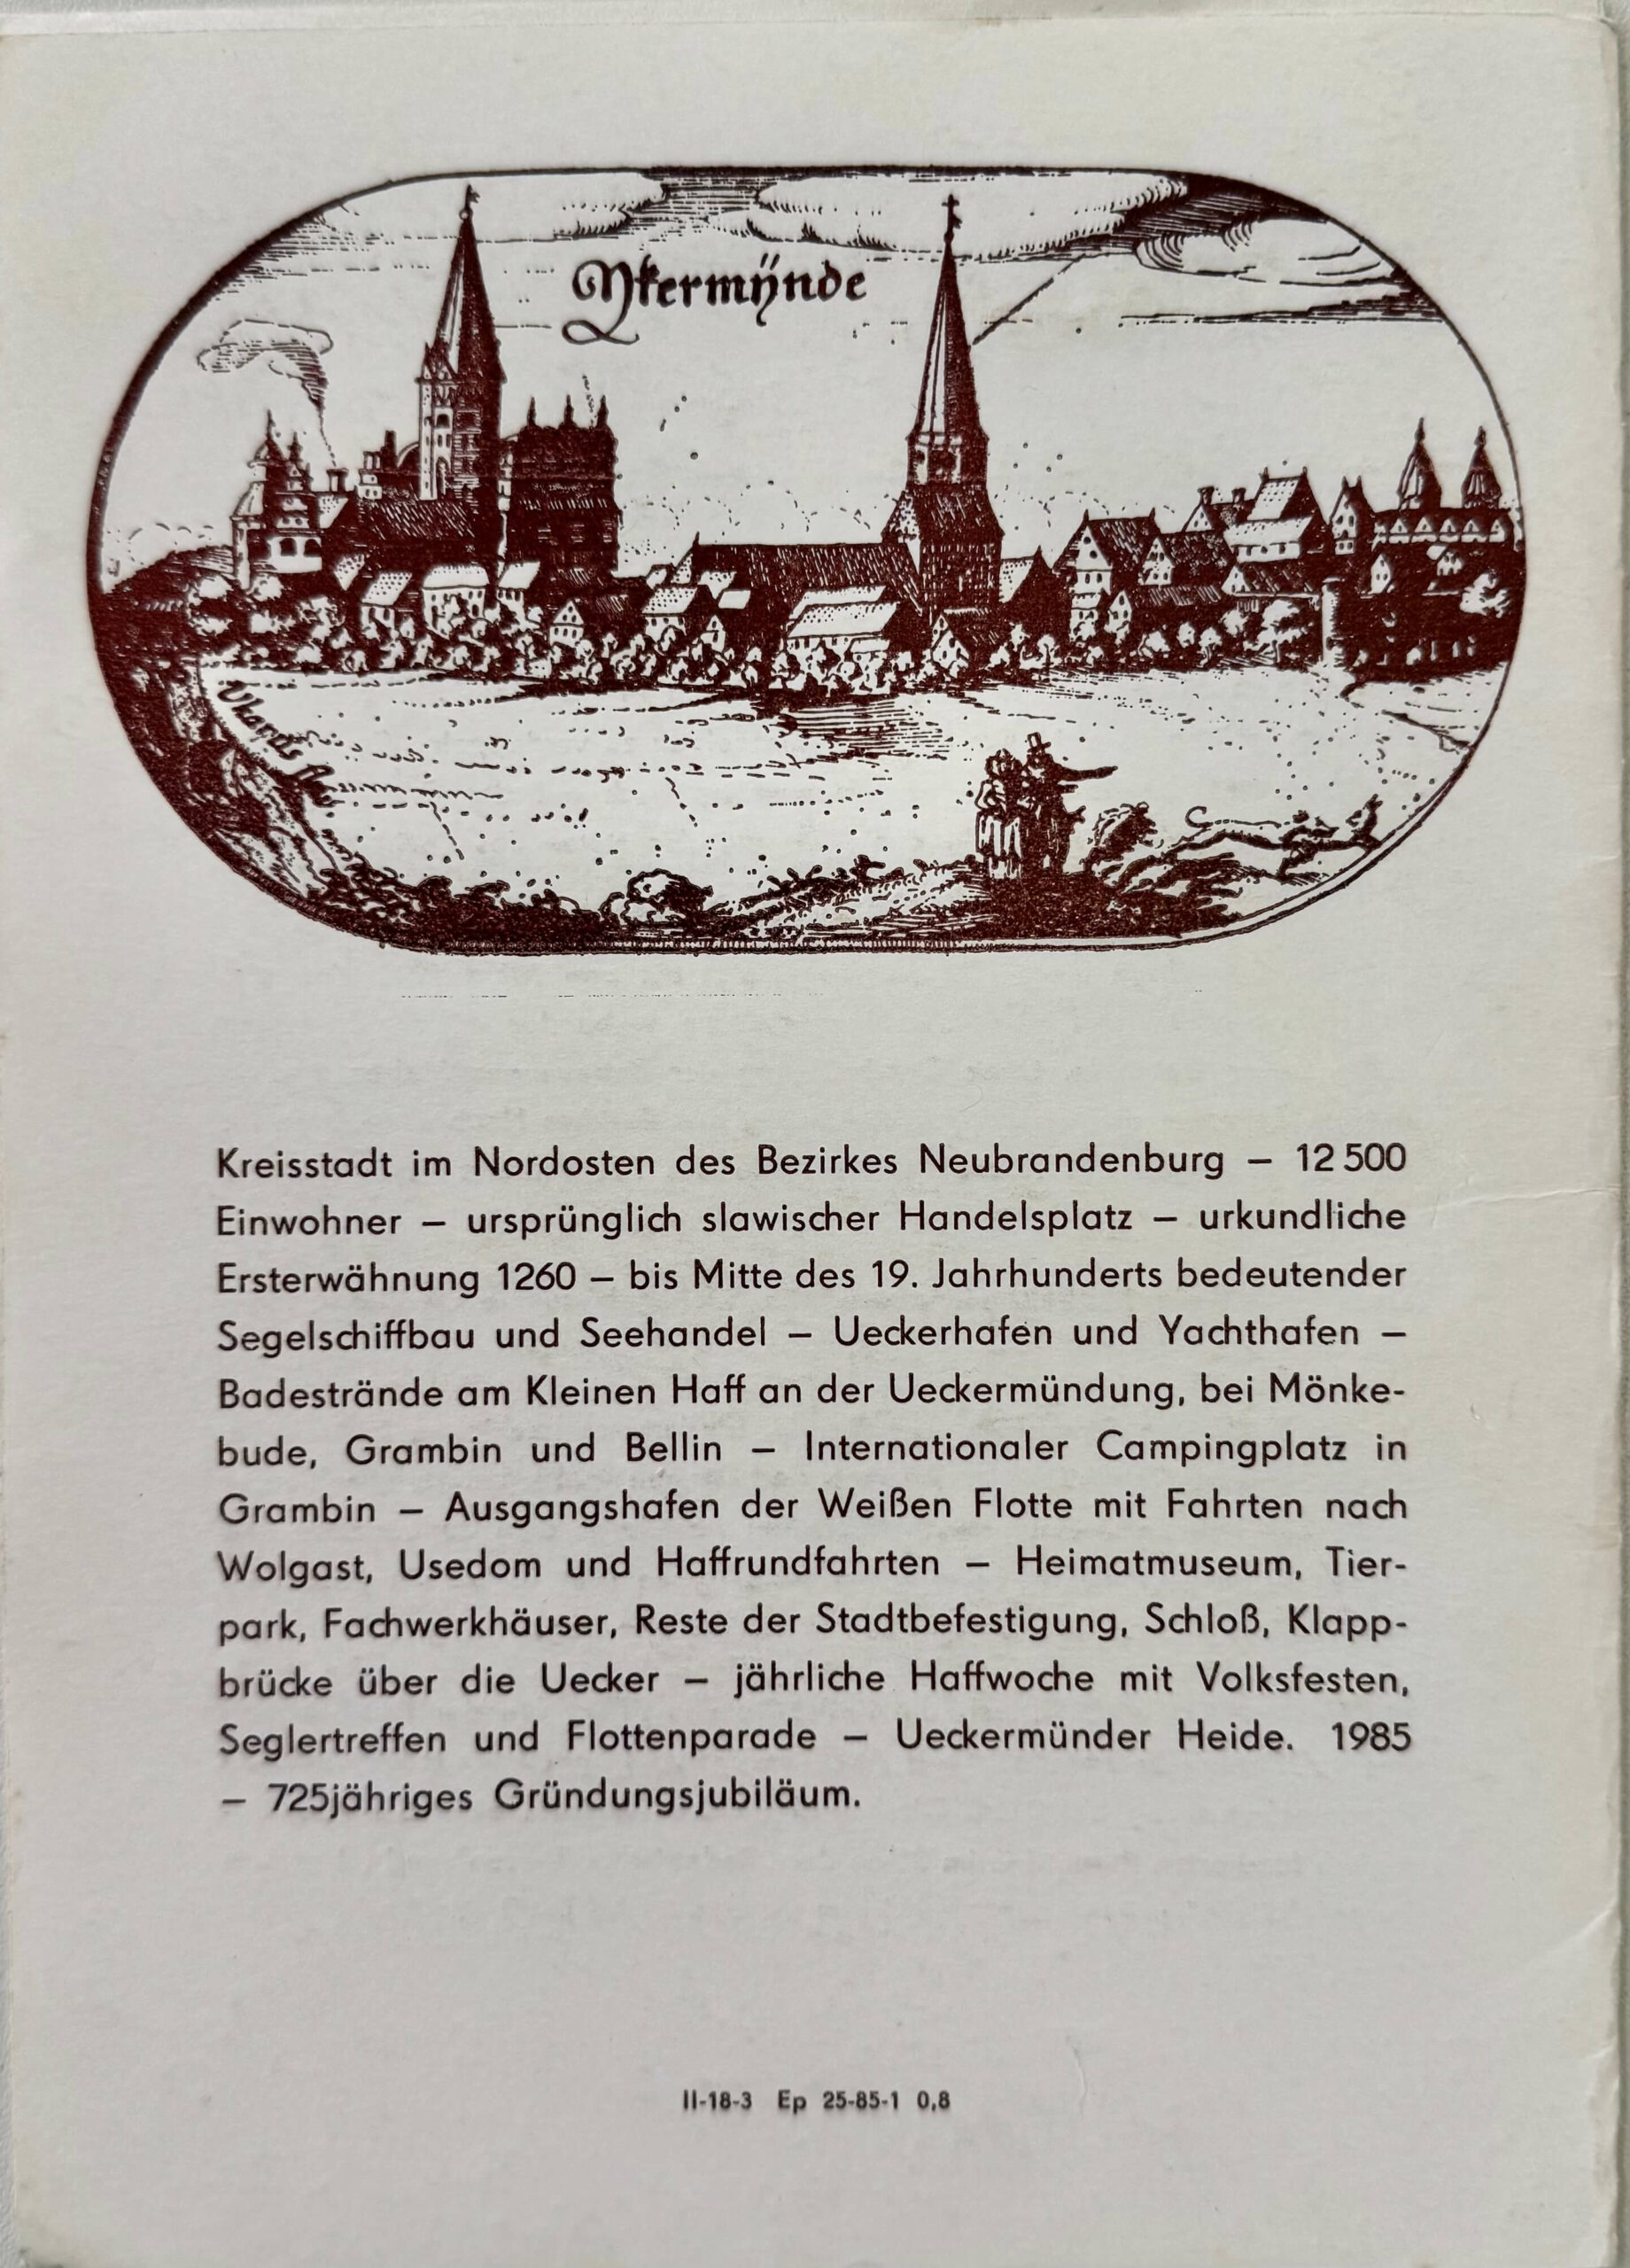 Ykermÿnde
Kreisstadt im Nordosten des Bezirkes Neubrandenburg – 12 500
Einwohner – ursprünglich slawischer Handelsplatz – urkundliche
Ersterwähnung 1260 – bis Mitte des 19. Jahrhunderts bedeutender
Segelschiffbau und Seehandel – Ueckerhafen und Yachthafen –
Badestrände am Kleinen Haff an der Ueckermündung, bei Mönke-
bude, Grambin und Bellin – Internationaler Campingplatz in
Grambin – Ausgangshafen der Weißen Flotte mit Fahrten nach
Wolgast, Usedom und Haffrundfahrten – Heimatmuseum, Tier-
park, Fachwerkhäuser, Reste der Stadtbefestigung, Schloß, Klapp-
brücke über die Uecker – jährliche Haffwoche mit Volksfesten,
Seglertreffen und Flottenparade – Ueckermünder Heide. 1985
– 725jähriges Gründungsjubiläum.
II-18-3 Ep 25-85-1 0,8